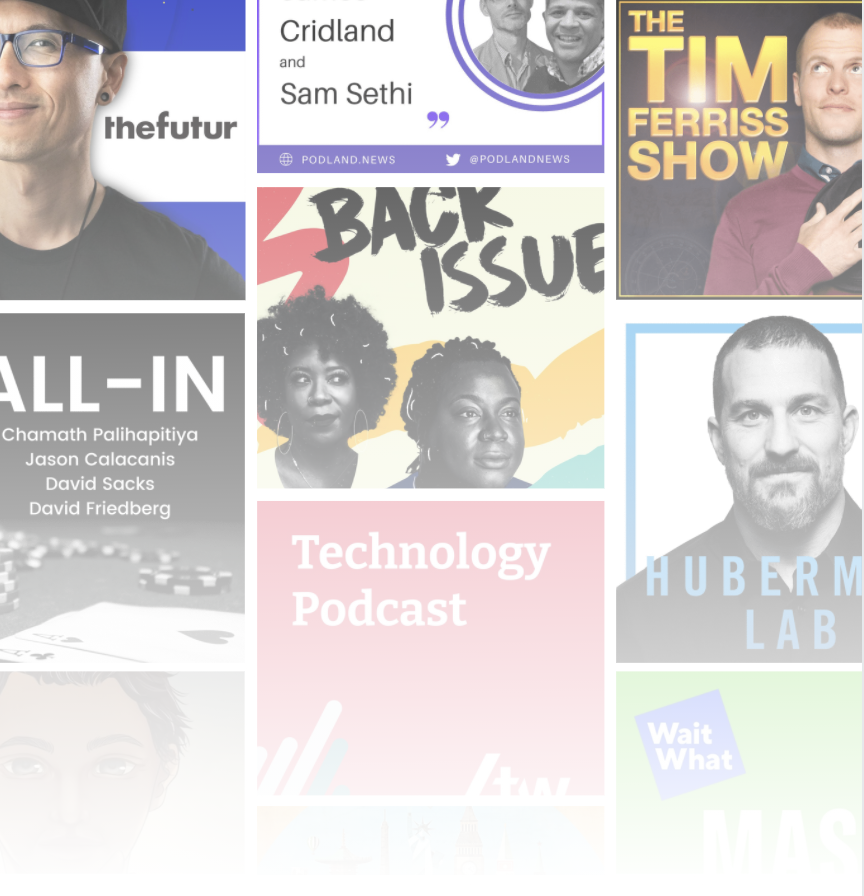 thefutur
Cridland
and
Sam Sethi
”
PODLAND.NEWS
@PODLANDNEWS
THE
TIM
FERRISS
SHOW
BACK
ISSUE
ALL-IN
Chamath Palihapitiya
Jason Calacanis
David Sacks
David Friedberg
Technology
Podcast
/tw
HUBERM
LAB
Wait
What
MAS